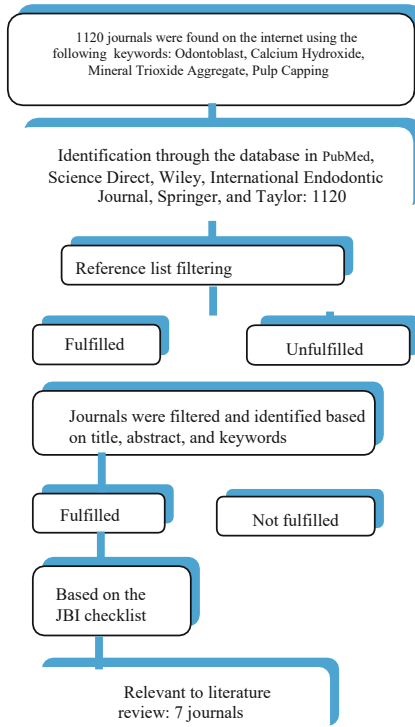 1120 journals were found on the internet using the
following keywords: Odontoblast, Calcium Hydroxide,
Mineral Trioxide Aggregate, Pulp Capping
Identification through the database in PubMed,
Science Direct, Wiley, International Endodontic
Journal, Springer, and Taylor: 1120
Reference list filtering
Fulfilled
Unfulfilled
Journals were filtered and identified based
on title, abstract, and keywords
Fulfilled
Not fulfilled
Based on the
JBI checklist
Relevant to literature
review: 7 journals